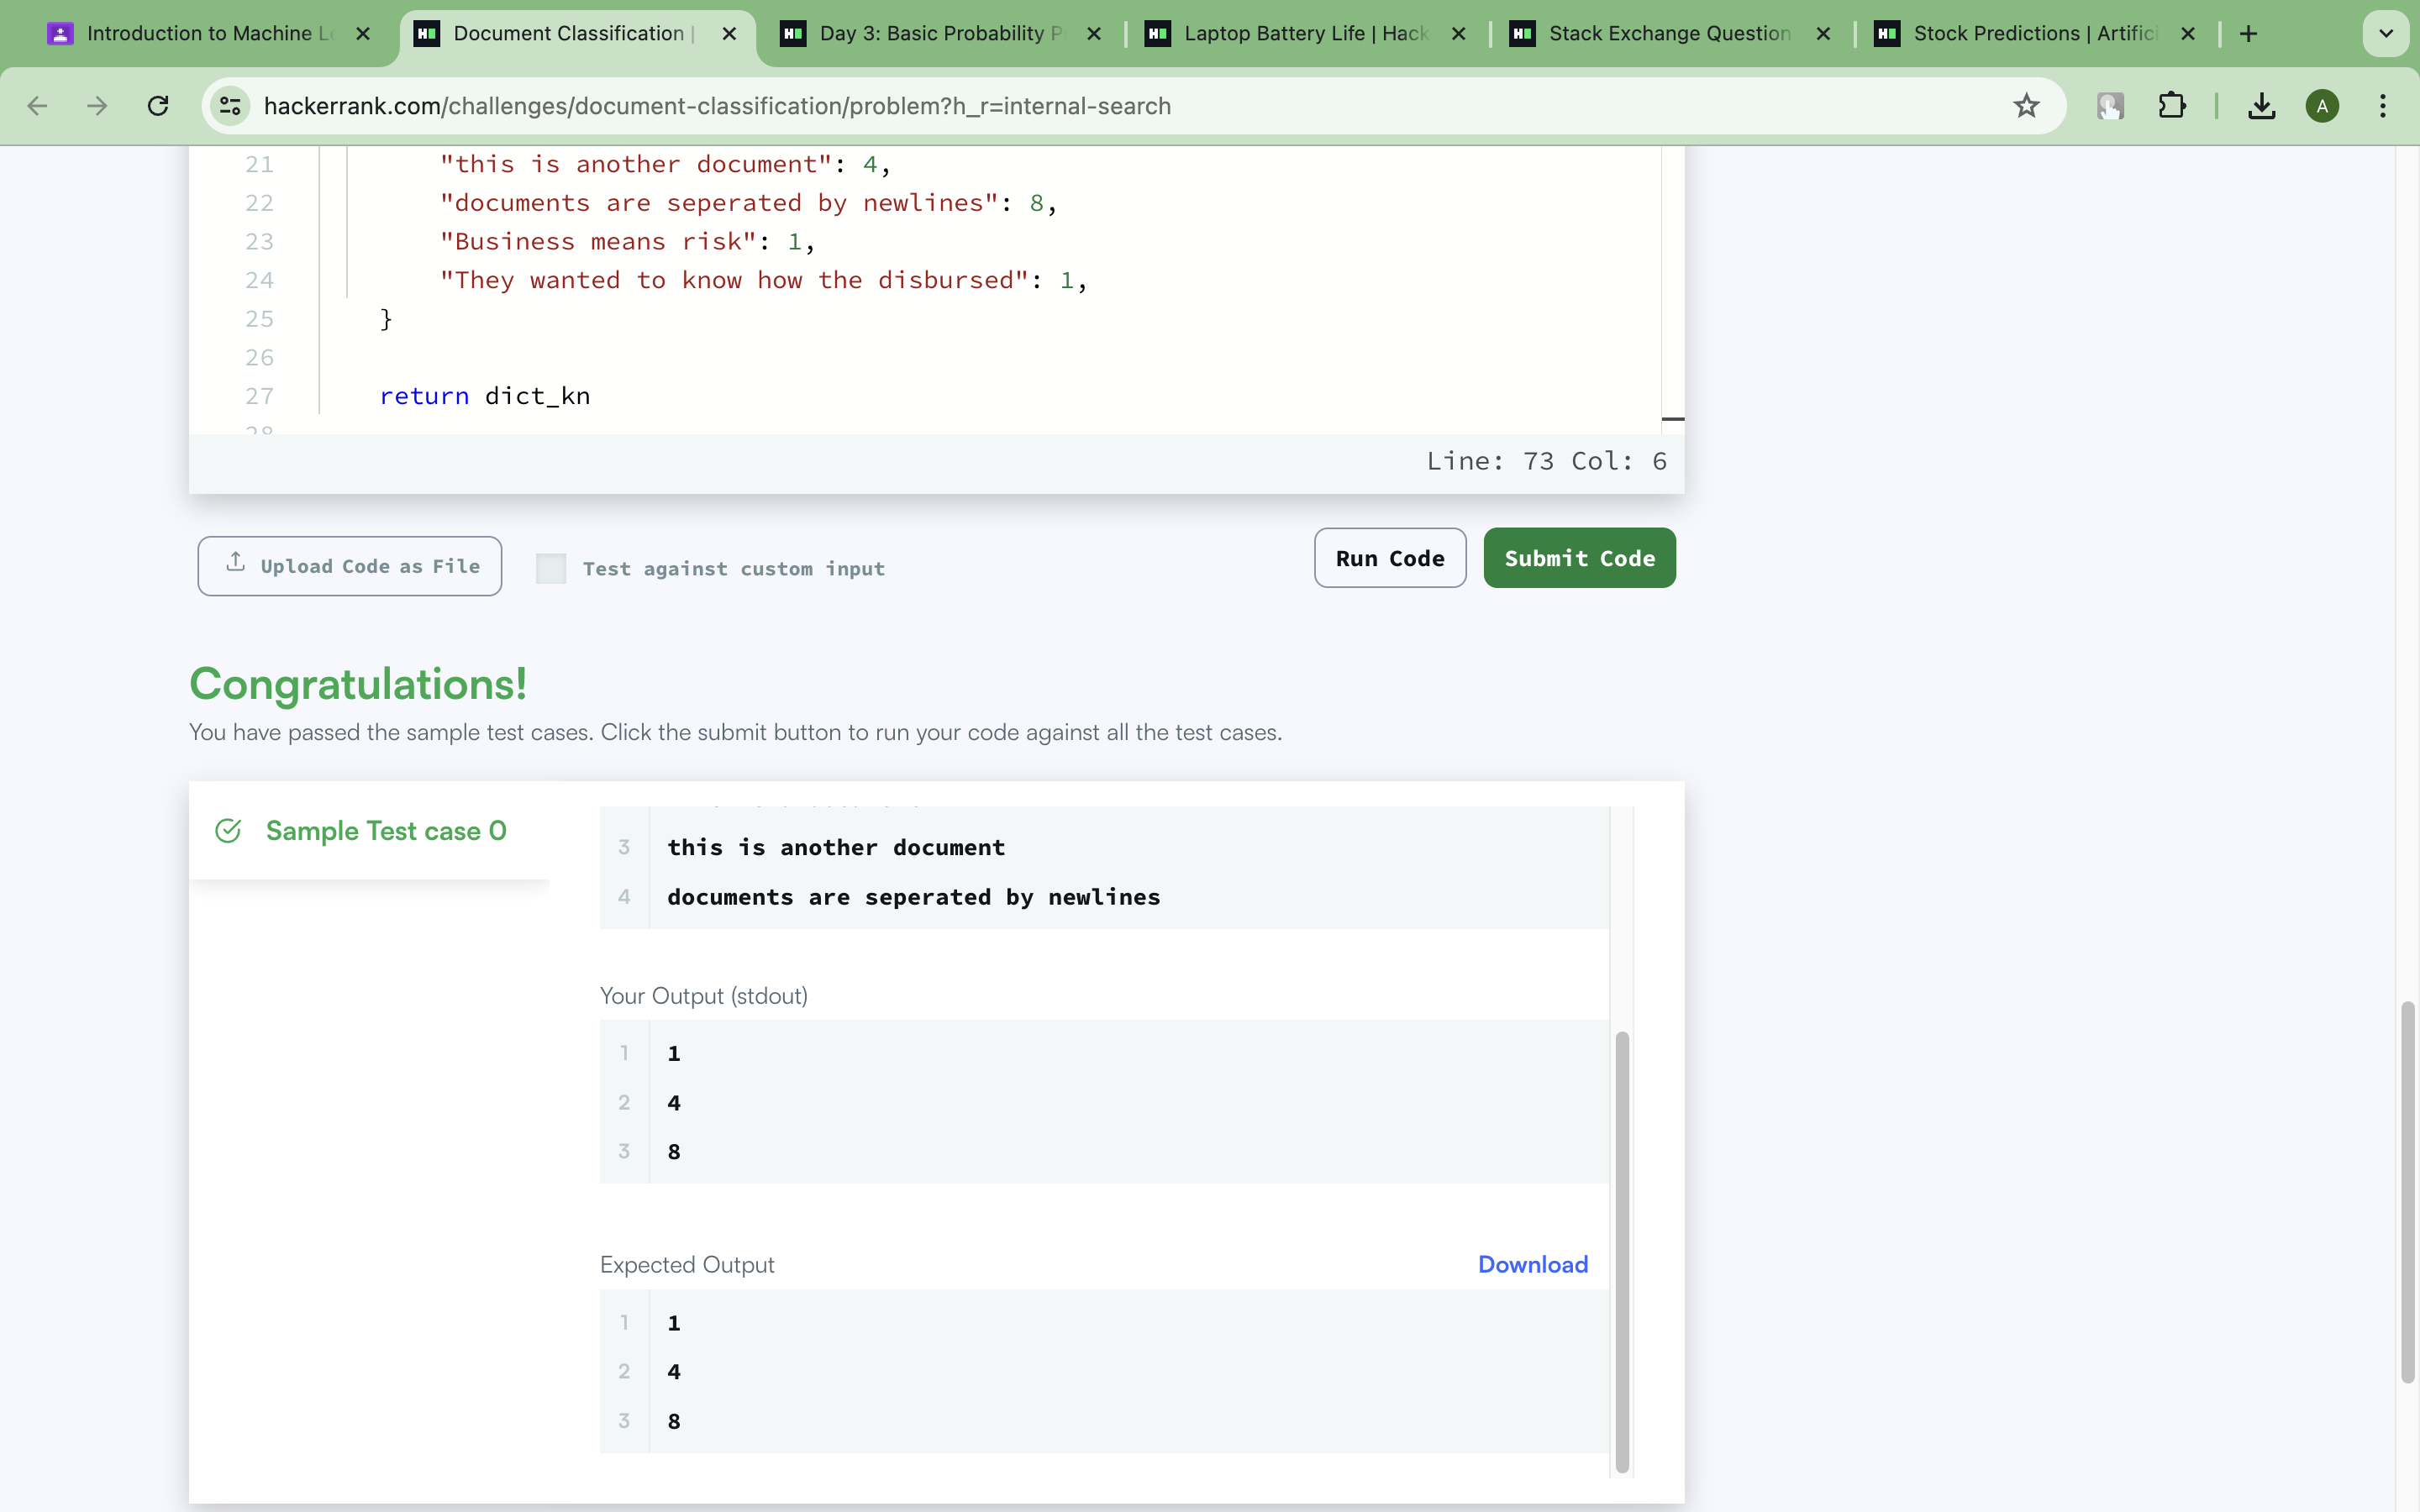 Introduction to Machine Le
Document Classification |
Day 3: Basic Probability P
Laptop Battery Life | Hack
Stack Exchange Question
Stock Predictions | Artific
hackerrank.com/challenges/document-classification/problem?h_r=internal-search
A
21 "this is another document": 4,
22 "documents are seperated by newlines": 8,
23 "Business means risk": 1,
24 "They wanted to know how the disbursed": 1,
25 }
26
27 return dict_kn
28
Line: 73 Col: 6
Upload Code as File
Test against custom input
Run Code
Submit Code
Congratulations!
You have passed the sample test cases. Click the submit button to run your code against all the test cases.
Sample Test case 0
3 this is another document
4 documents are seperated by newlines
Your Output (stdout)
1 1
2 4
3 8
Expected Output
Download
1 1
2 4
3 8